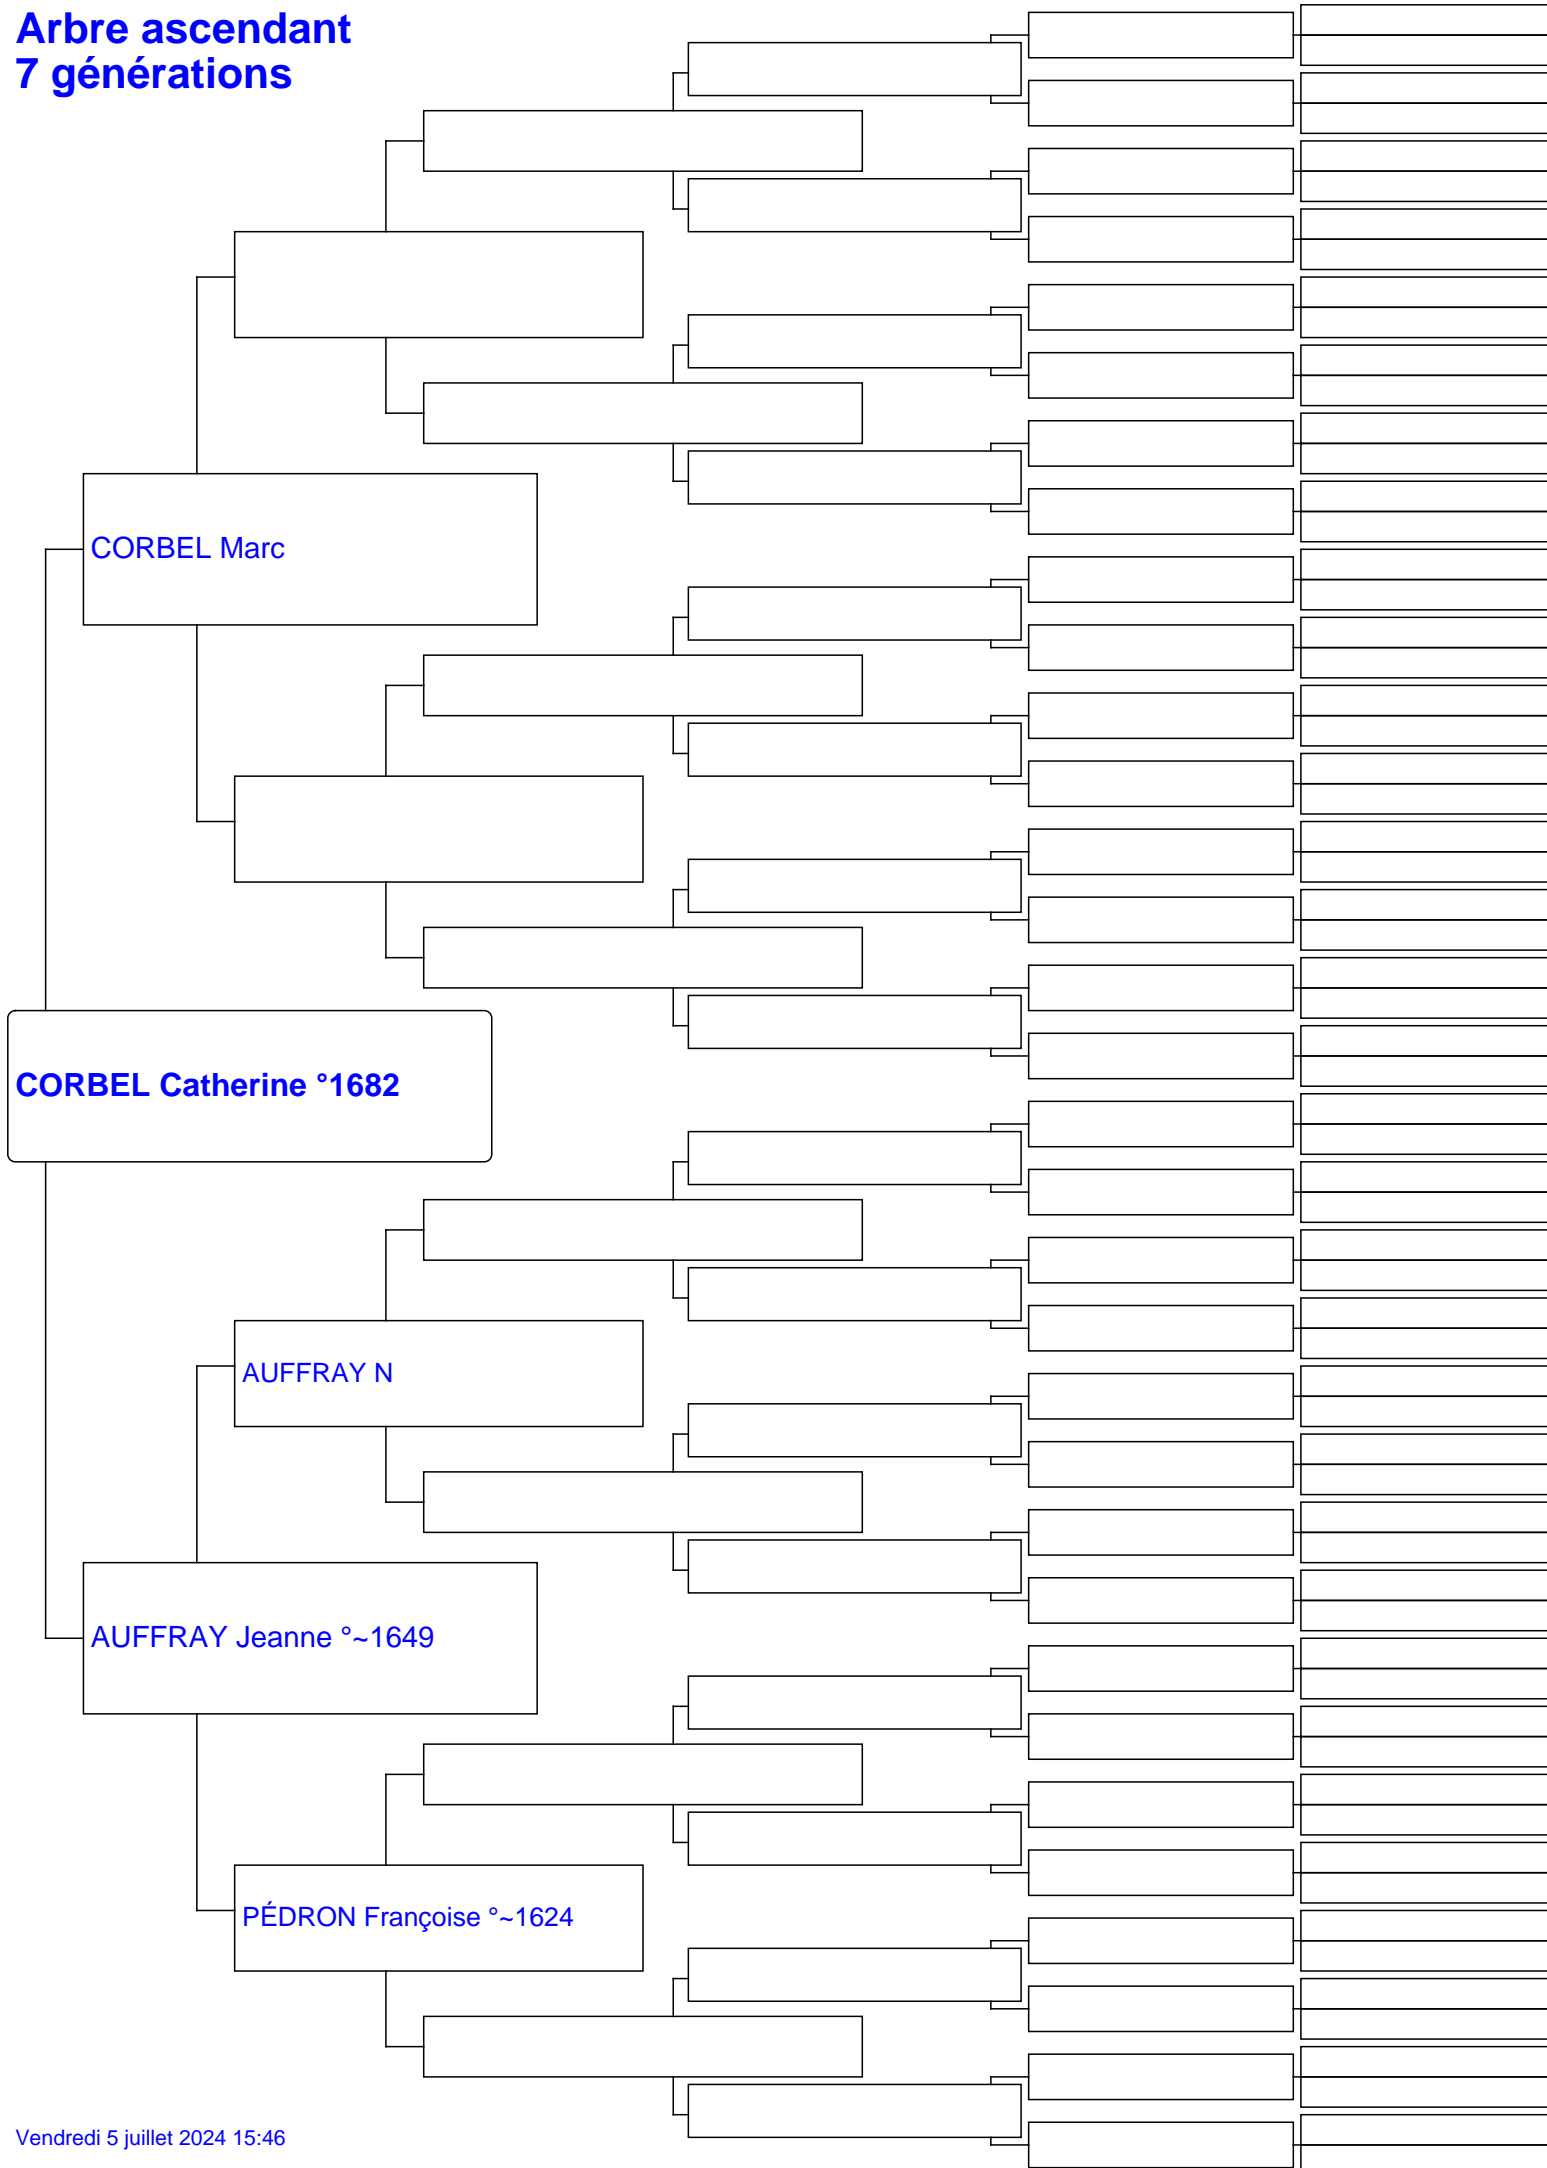 Arbre ascendant
7 générations
CORBEL Marc
CORBEL Catherine °1682
AUFFRAY N
AUFFRAY Jeanne °~1649
PÉDRON Françoise °~1624
Vendredi 5 juillet 2024 15:46